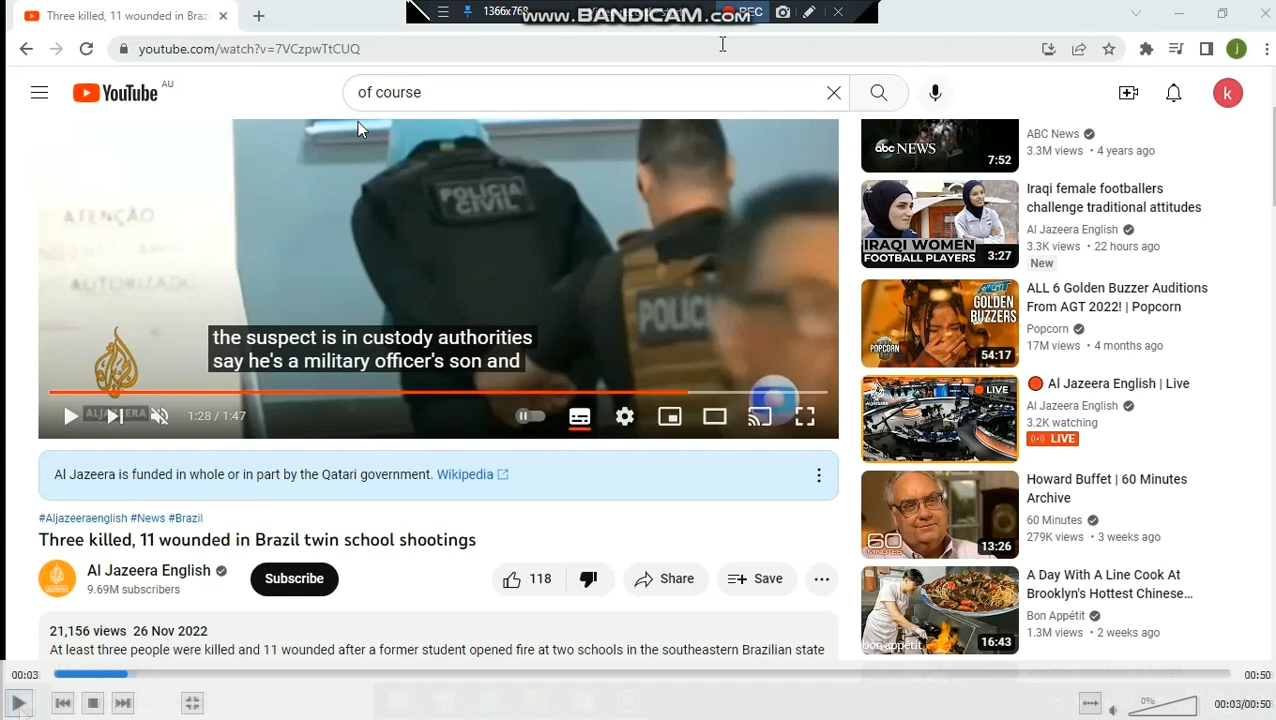 Three killed, 11 wounded in Braz
1366x768
www.BANDICAM.com
REC
youtube.com/watch?v=7VCzpwTtCUQ
YouTube
AU
of course
k
j
ATENÇÃO
AUTORIZAD
POLÍCIA
CIVIL
POLÍCI
the suspect is in custody authorities
say he's a military officer's son and
ALJAZEERA
1:28 / 1:47
Al Jazeera is funded in whole or in part by the Qatari government. Wikipedia
#Aljazeeraenglish #News #Brazil
Three killed, 11 wounded in Brazil twin school shootings
Al Jazeera English
9.69M subscribers
Subscribe
118
Share
Save
21,156 views 26 Nov 2022
At least three people were killed and 11 wounded after a former student opened fire at two schools in the southeastern Brazilian state
abc NEWS
7:52
ABC News
3.3M views • 4 years ago
IRAQI WOMEN
FOOTBALL PLAYERS
3:27
Iraqi female footballers
challenge traditional attitudes
Al Jazeera English
3.3K views • 22 hours ago
New
AGT
GOLDEN
BUZZERS
POPCORN
54:17
ALL 6 Golden Buzzer Auditions
From AGT 2022! | Popcorn
Popcorn
17M views • 4 months ago
LIVE
Al Jazeera English | Live
Al Jazeera English
3.2K watching
LIVE
60
MINUTES
13:26
Howard Buffet | 60 Minutes
Archive
60 Minutes
279K views • 3 weeks ago
bon appétit
16:43
A Day With A Line Cook At
Brooklyn's Hottest Chinese...
Bon Appétit
1.3M views • 2 weeks ago
00:03
00:50
0%
00:03/00:50